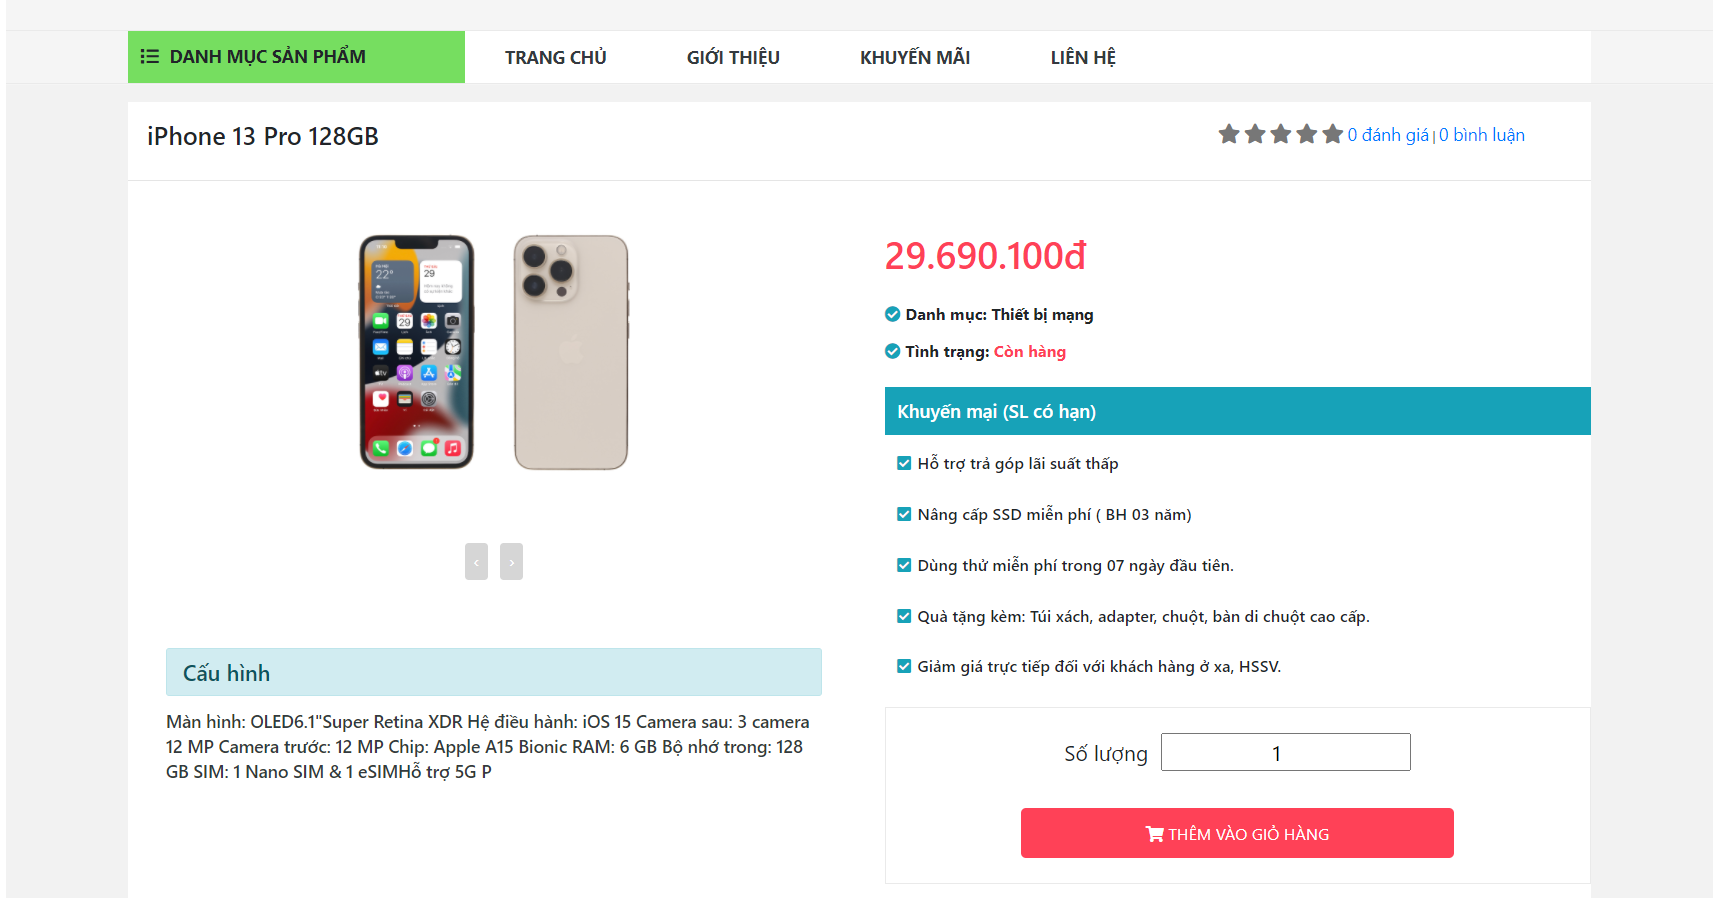 DANH MỤC SẢN PHẨM TRANG CHỦ GIỚI THIỆU KHUYẾN MÃI LIÊN HỆ
iPhone 13 Pro 128GB
0 đánh giá | 0 bình luận
29.690.100đ
Danh mục: Thiết bị mạng
Tình trạng: Còn hàng
Khuyến mại (SL có hạn)
Hỗ trợ trả góp lãi suất thấp
Nâng cấp SSD miễn phí ( BH 03 năm)
Dùng thử miễn phí trong 07 ngày đầu tiên.
Quà tặng kèm: Túi xách, adapter, chuột, bàn di chuột cao cấp.
Giảm giá trực tiếp đối với khách hàng ở xa, HSSV.
Cấu hình
Màn hình: OLED6.1"Super Retina XDR Hệ điều hành: iOS 15 Camera sau: 3 camera
12 MP Camera trước: 12 MP Chip: Apple A15 Bionic RAM: 6 GB Bộ nhớ trong: 128
GB SIM: 1 Nano SIM & 1 eSIMHỗ trợ 5G P
Số lượng 1
THÊM VÀO GIỎ HÀNG
22°
29
29
tv